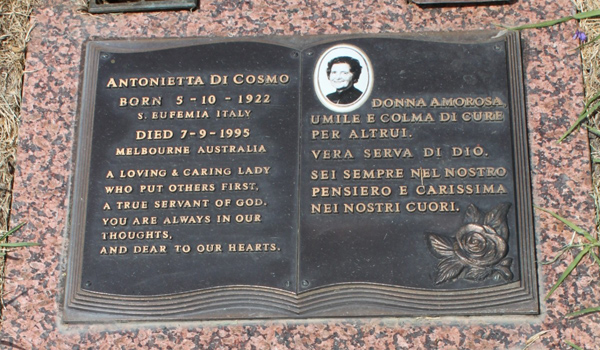 ANTONIETTA DI COSMO
BORN 5-10-1922
S. EUFEMIA ITALY
DIED 7-9-1995
MELBOURNE AUSTRALIA
A LOVING & CARING LADY
WHO PUT OTHERS FIRST,
A TRUE SERVANT OF GOD.
YOU ARE ALWAYS IN OUR
THOUGHTS,
AND DEAR TO OUR HEARTS.
DONNA AMOROSA
UMILE E COLMA DI CURE
PER ALTRUI.
VERA SERVA DI DIO.
SEI SEMPRE NEL NOSTRO
PENSIERO E CARISSIMA
NEI NOSTRI CUORI.